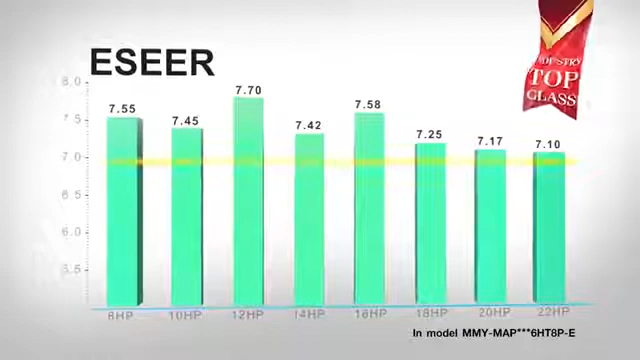 ESEER
INDUSTRY
TOP
CLASS
8.0
7.5
7.0
6.5
6.0
5.5
7.55
7.45
7.70
7.42
7.58
7.25
7.17
7.10
8HP
10HP
12HP
14HP
16HP
18HP
20HP
22HP
In model MMY-MAP***6HT8P-E